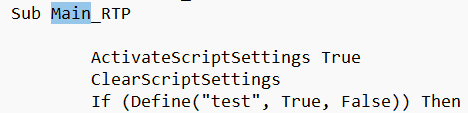 Sub Main_RTP
ActivateScriptSettings True
ClearScriptSettings
If (Define("test", True, False)) Then